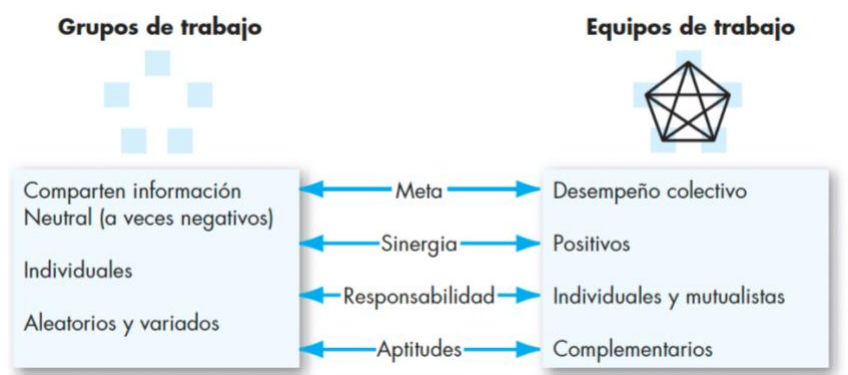 Grupos de trabajo
Equipos de trabajo
Comparten información
Neutral (a veces negativos)
Individuales
Aleatorios y variados
Meta
Sinergia
Responsabilidad
Aptitudes
Desempeño colectivo
Positivos
Individuales y mutualistas
Complementarios